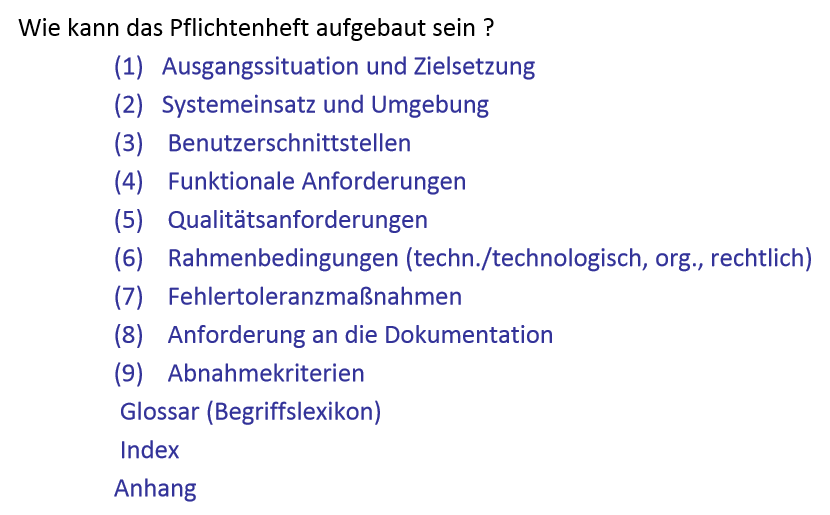 Wie kann das Pflichtenheft aufgebaut sein ?
(1) Ausgangssituation und Zielsetzung
(2) Systemeinsatz und Umgebung
(3) Benutzerschnittstellen
(4) Funktionale Anforderungen
(5) Qualitätsanforderungen
(6) Rahmenbedingungen (techn./technologisch, org., rechtlich)
(7) Fehlertoleranzmaßnahmen
(8) Anforderung an die Dokumentation
(9) Abnahmekriterien
Glossar (Begriffslexikon)
Index
Anhang